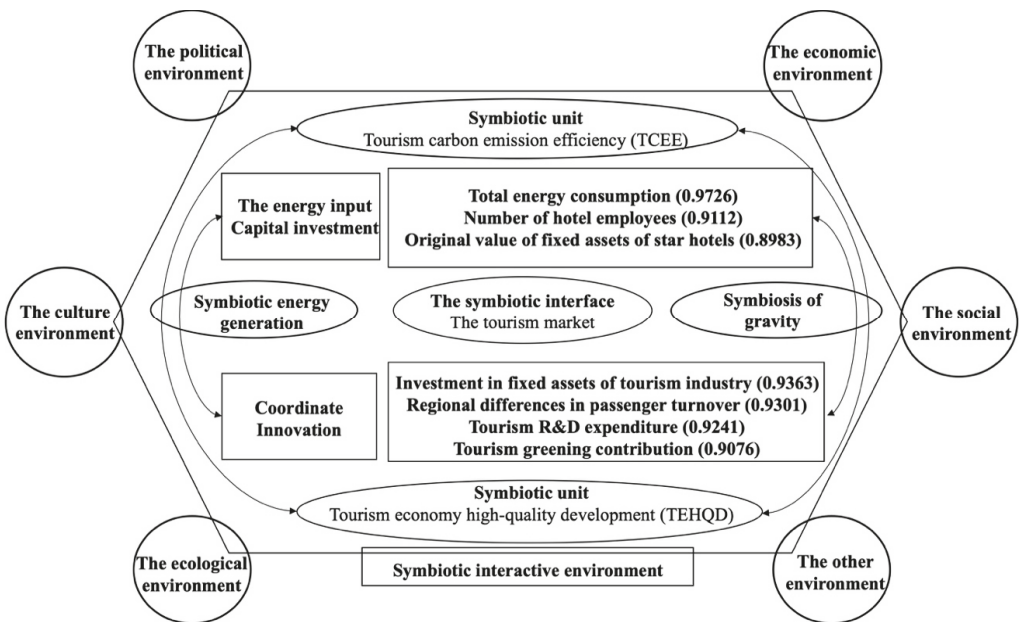 The political
environment
The economic
environment
Symbiotic unit
Tourism carbon emission efficiency (TCEE)
The energy input
Capital investment
Total energy consumption (0.9726)
Number of hotel employees (0.9112)
Original value of fixed assets of star hotels (0.8983)
The culture
environment
Symbiotic energy
generation
The symbiotic interface
The tourism market
Symbiosis of
gravity
The social
environment
Coordinate
Innovation
Investment in fixed assets of tourism industry (0.9363)
Regional differences in passenger turnover (0.9301)
Tourism R&D expenditure (0.9241)
Tourism greening contribution (0.9076)
Symbiotic unit
Tourism economy high-quality development (TEHQD)
The ecological
environment
Symbiotic interactive environment
The other
environment